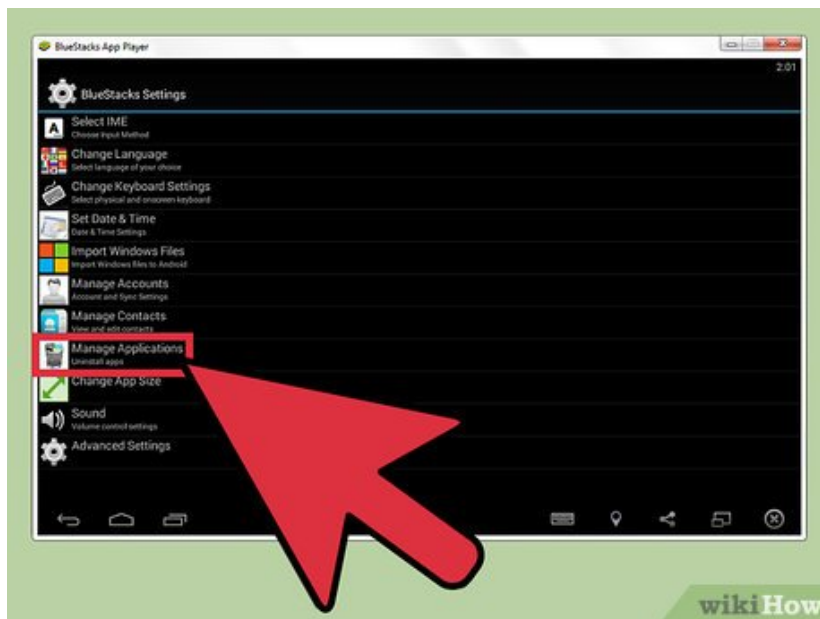 BlueStacks App Player
2:01
BlueStacks Settings
Select IME
Choose Input Method
Change Language
Select language of your choice
Change Keyboard Settings
Select physical and onscreen keyboard
Set Date & Time
Date & Time Settings
Import Windows Files
Import Windows files to Android
Manage Accounts
Account and Sync Settings
Manage Contacts
View and edit contacts
Manage Applications
Uninstall apps
Change App Size
Sound
Volume control settings
Advanced Settings
wikiHow